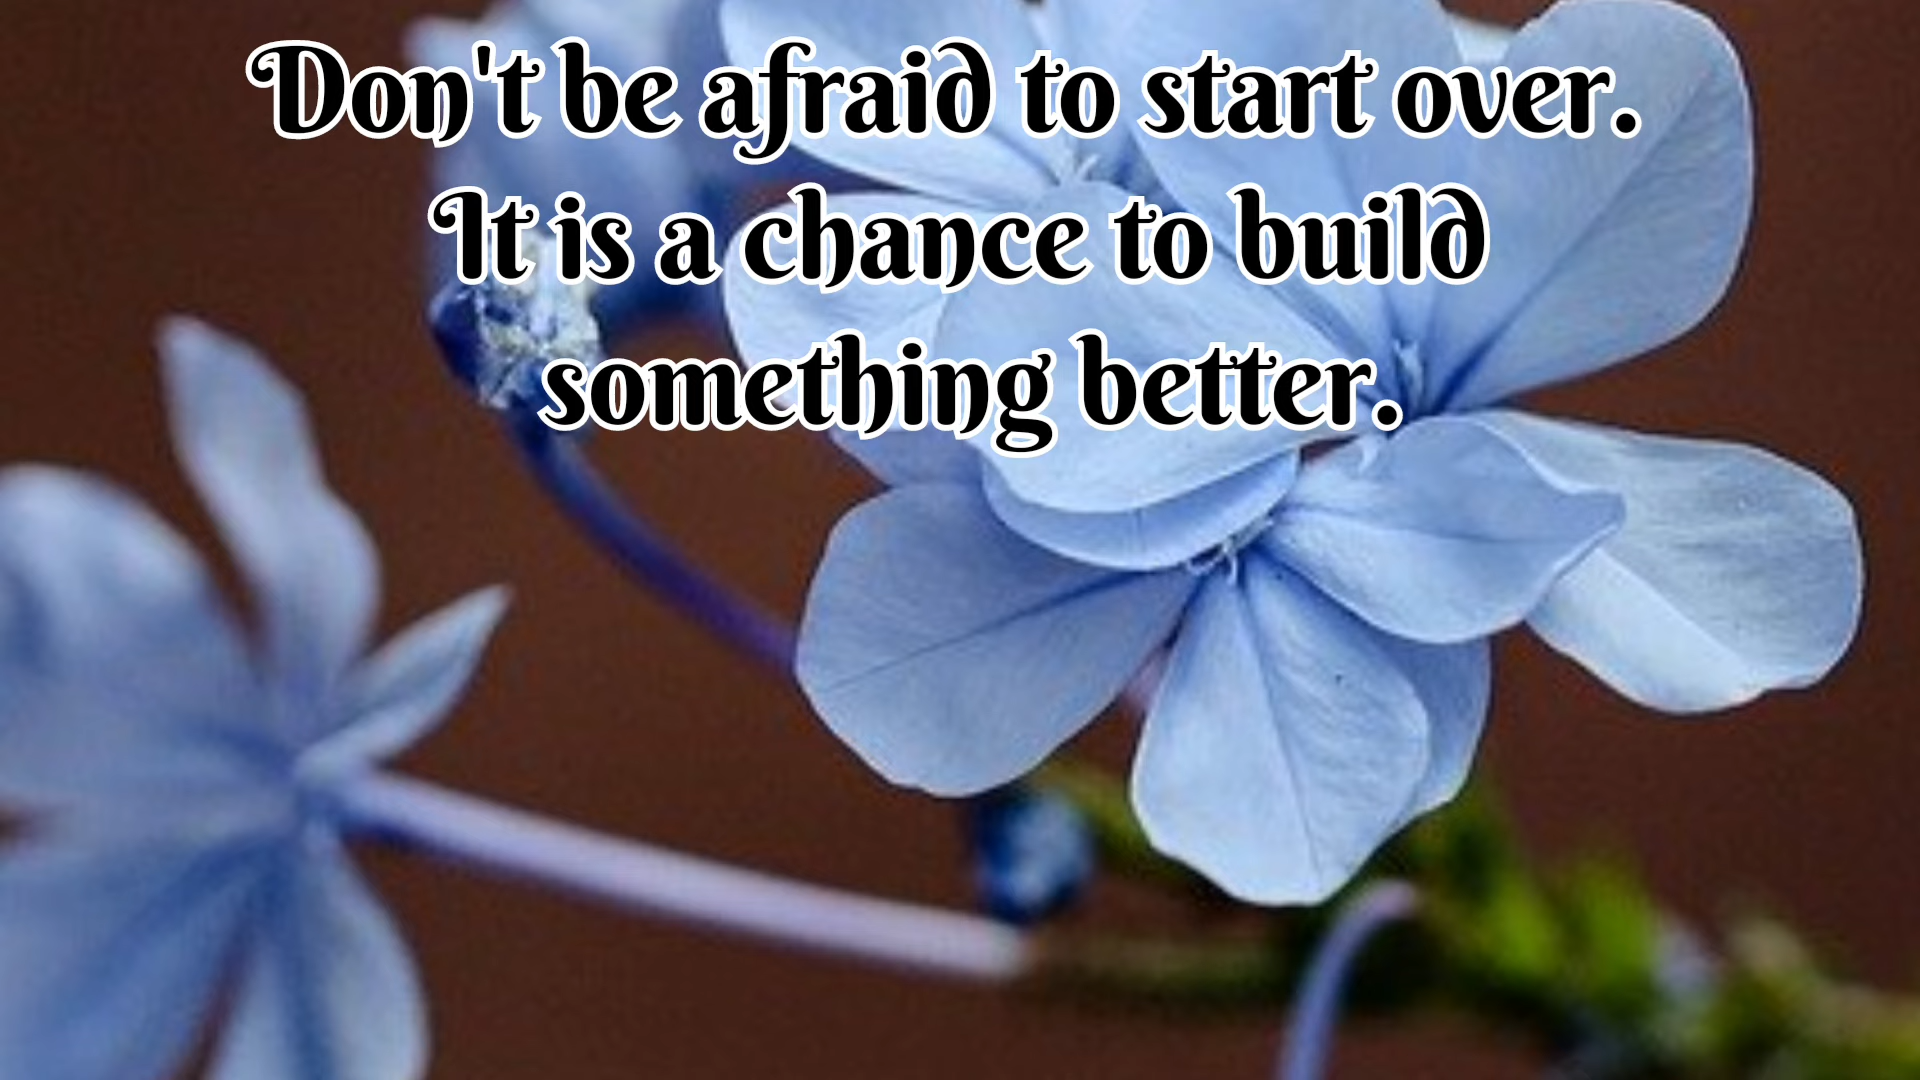 Don't be afraid to start over.
It is a chance to build
something better.